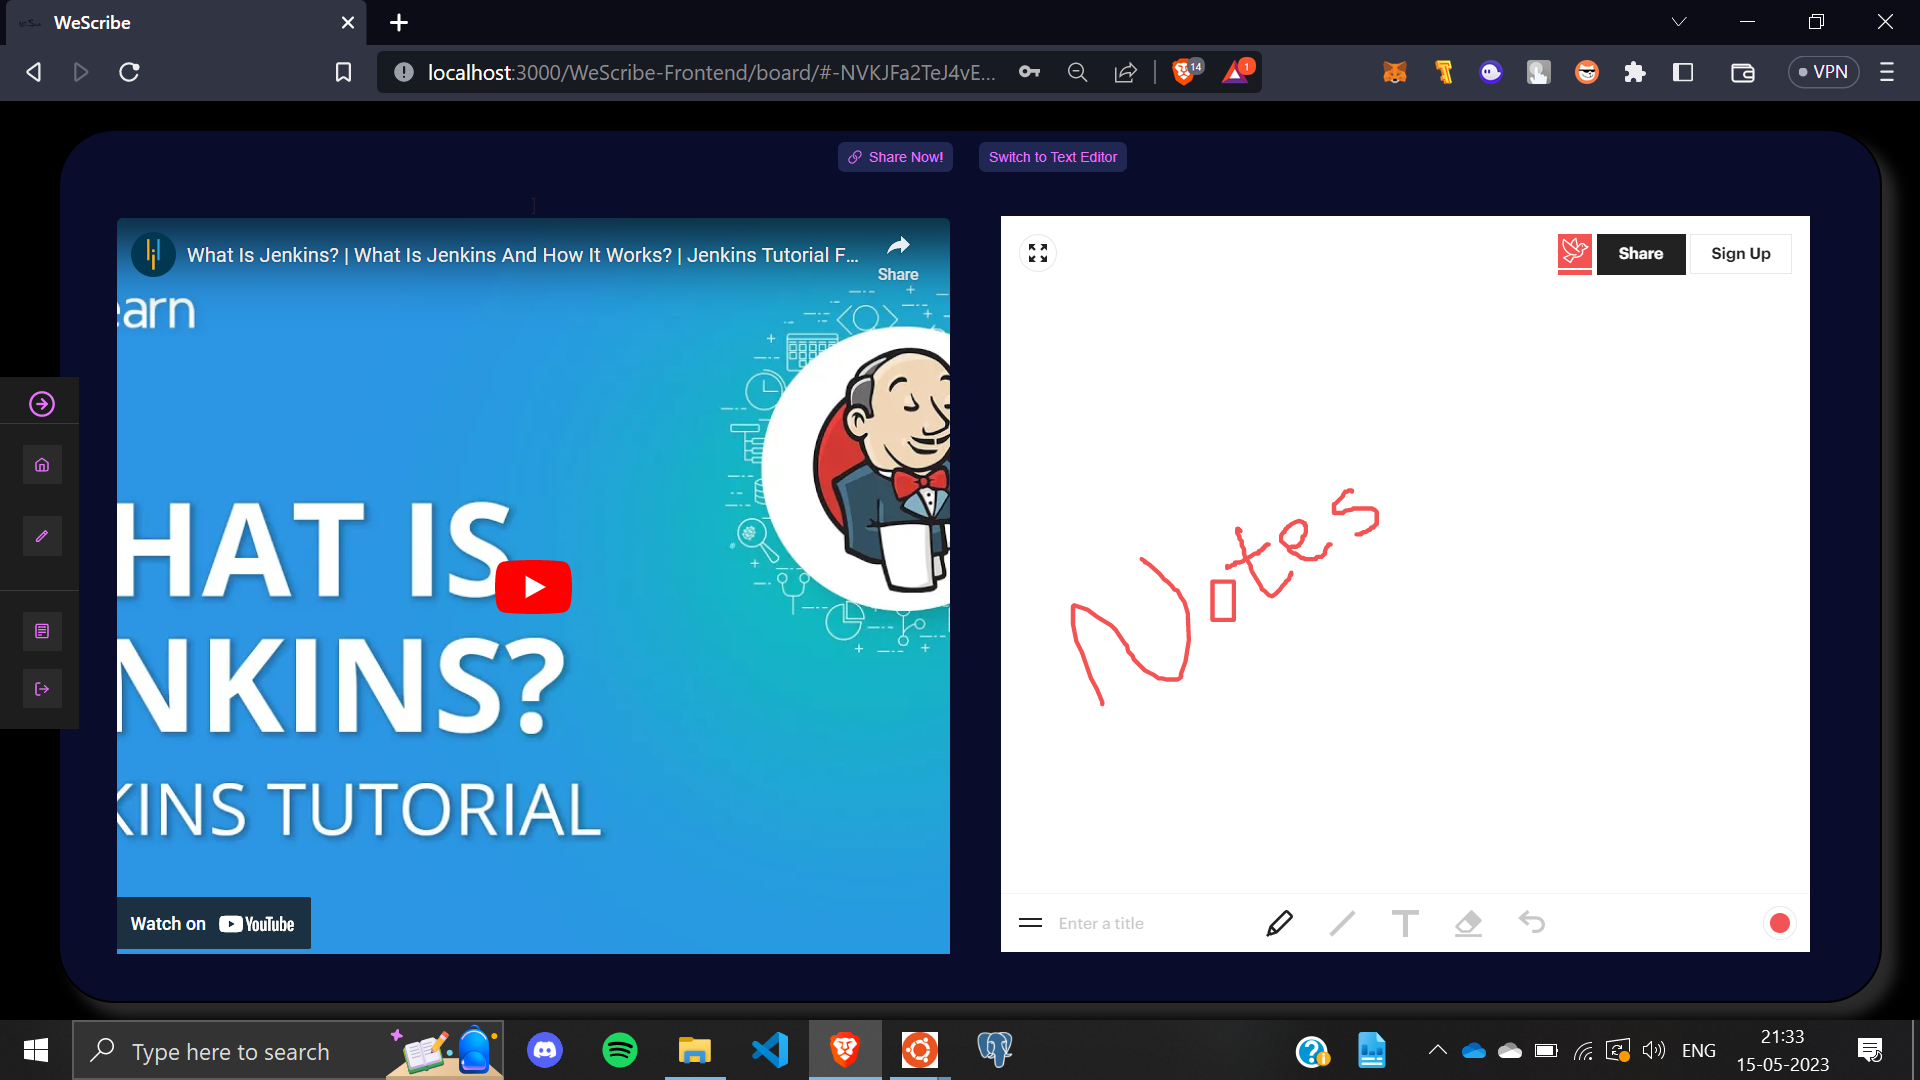 WeScribe
localhost:3000/WeScribe-Frontend/board/#-NVKJFa2TeJ4vE...
14
1
VPN
Share Now!
Switch to Text Editor
]
What Is Jenkins? | What Is Jenkins And How It Works? | Jenkins Tutorial F...
Share
earn
HAT IS
NKINS?
KINS TUTORIAL
Watch on YouTube
Share
Sign Up
Notes
Enter a title
T
Type here to search
ENG
21:33
15-05-2023